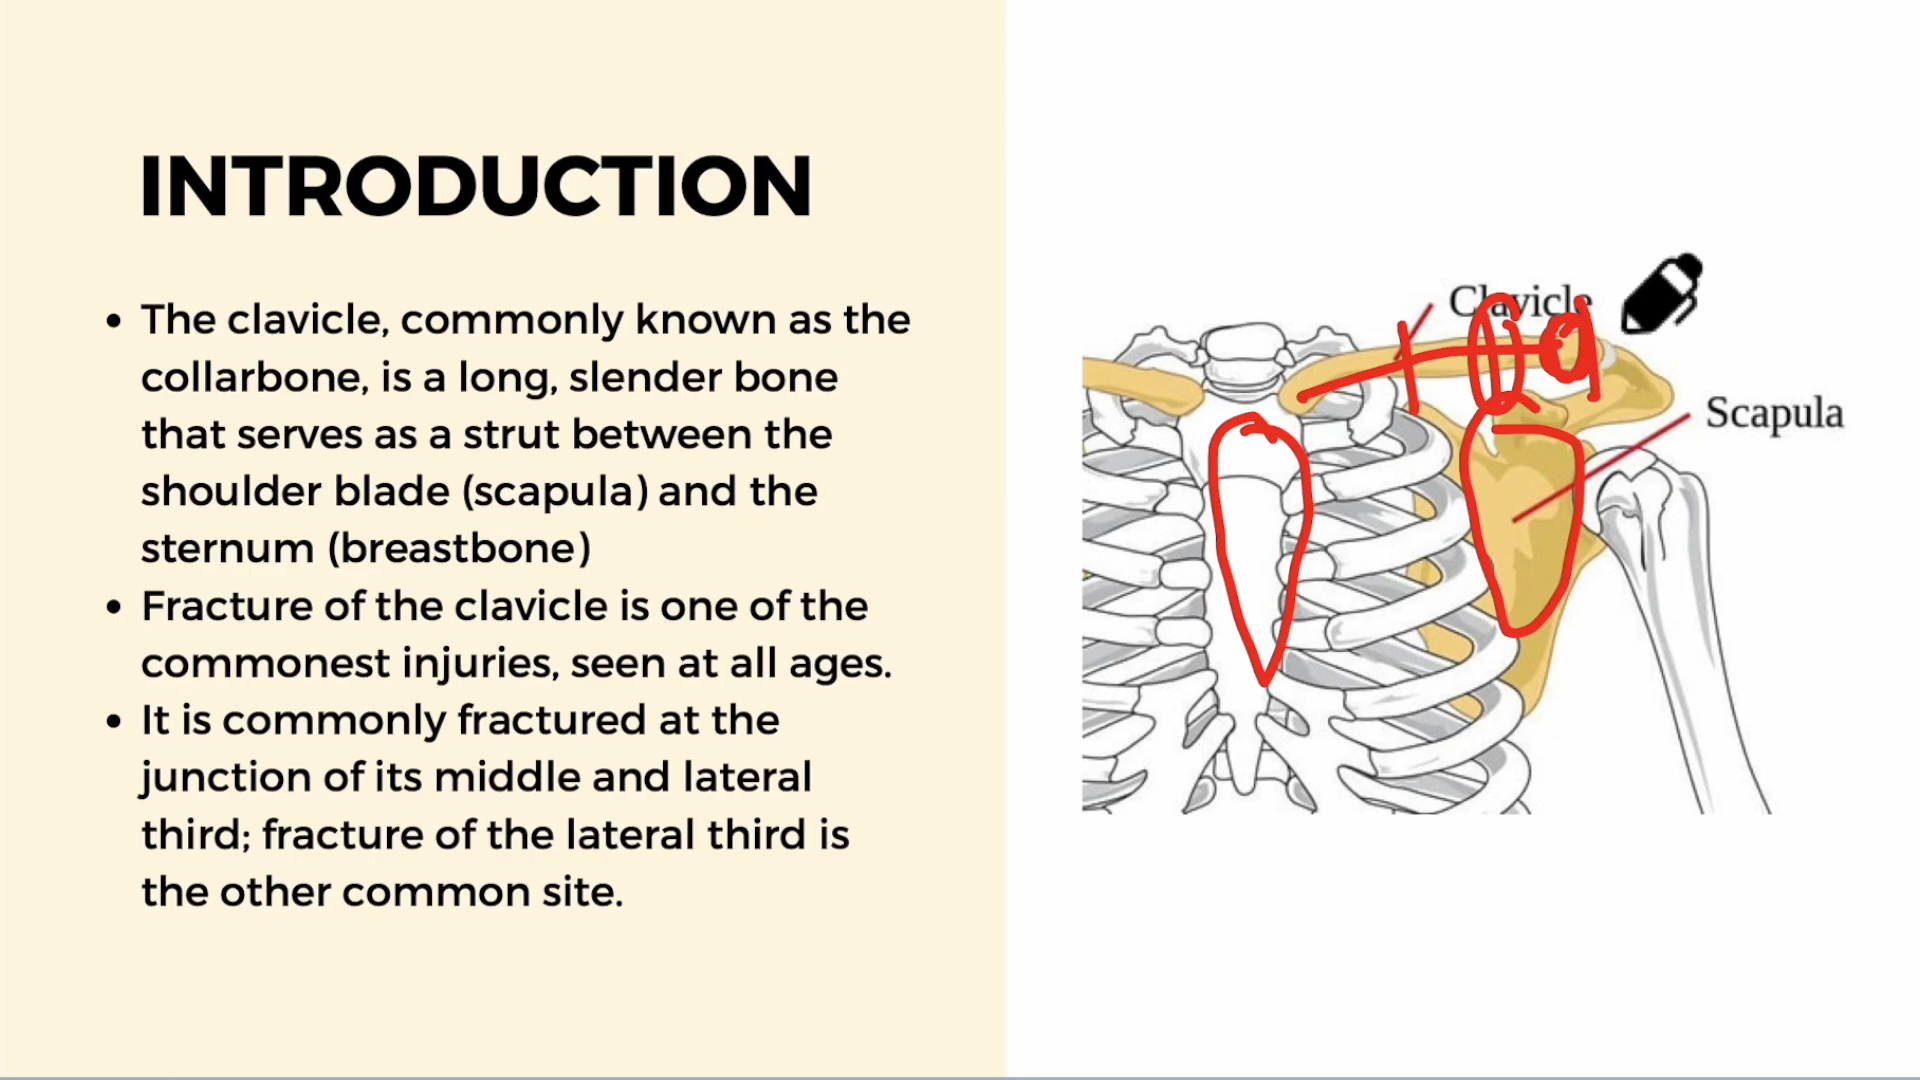 INTRODUCTION
• The clavicle, commonly known as the
collarbone, is a long, slender bone
that serves as a strut between the
shoulder blade (scapula) and the
sternum (breastbone)
• Fracture of the clavicle is one of the
commonest injuries, seen at all ages.
• It is commonly fractured at the
junction of its middle and lateral
third; fracture of the lateral third is
the other common site.
Clavicle
Scapula